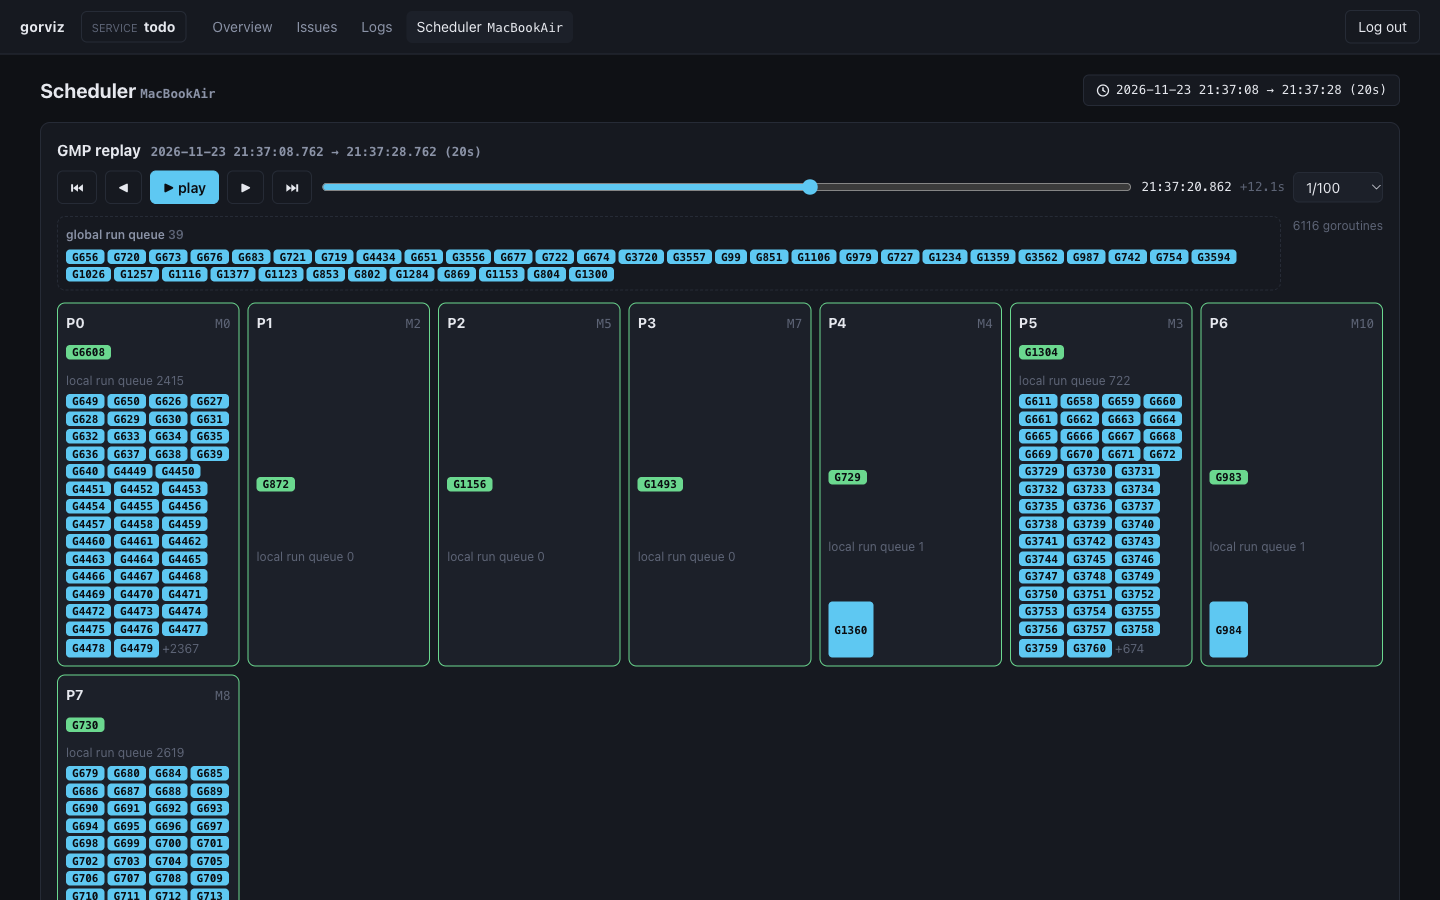 gorviz SERVICE todo Overview Issues Logs Scheduler MacBookAir Log out
Scheduler MacBookAir 2026-11-23 21:37:08 → 21:37:28 (20s)
GMP replay 2026-11-23 21:37:08.762 → 21:37:28.762 (20s)
play 21:37:20.862 +12.1s 1/100
global run queue 39 6116 goroutines
G656 G720 G673 G676 G683 G721 G719 G4434 G651 G3556 G677 G722 G674 G3720 G3557 G99 G851 G1106 G979 G727 G1234 G1359 G3562 G987 G742 G754 G3594
G1026 G1257 G1116 G1377 G1123 G853 G802 G1284 G869 G1153 G804 G1300
P0 M0
G6608
local run queue 2415
G649 G650 G626 G627
G628 G629 G630 G631
G632 G633 G634 G635
G636 G637 G638 G639
G640 G4449 G4450
G4451 G4452 G4453
G4454 G4455 G4456
G4457 G4458 G4459
G4460 G4461 G4462
G4463 G4464 G4465
G4466 G4467 G4468
G4469 G4470 G4471
G4472 G4473 G4474
G4475 G4476 G4477
G4478 G4479 +2367
P1 M2
G872
local run queue 0
P2 M5
G1156
local run queue 0
P3 M7
G1493
local run queue 0
P4 M4
G729
local run queue 1
G1360
P5 M3
G1304
local run queue 722
G611 G658 G659 G660
G661 G662 G663 G664
G665 G666 G667 G668
G669 G670 G671 G672
G3729 G3730 G3731
G3732 G3733 G3734
G3735 G3736 G3737
G3738 G3739 G3740
G3741 G3742 G3743
G3744 G3745 G3746
G3747 G3748 G3749
G3750 G3751 G3752
G3753 G3754 G3755
G3756 G3757 G3758
G3759 G3760 +674
P6 M10
G983
local run queue 1
G984
P7 M8
G730
local run queue 2619
G679 G680 G684 G685
G686 G687 G688 G689
G690 G691 G692 G693
G694 G695 G696 G697
G698 G699 G700 G701
G702 G703 G704 G705
G706 G707 G708 G709
G710 G711 G712 G713